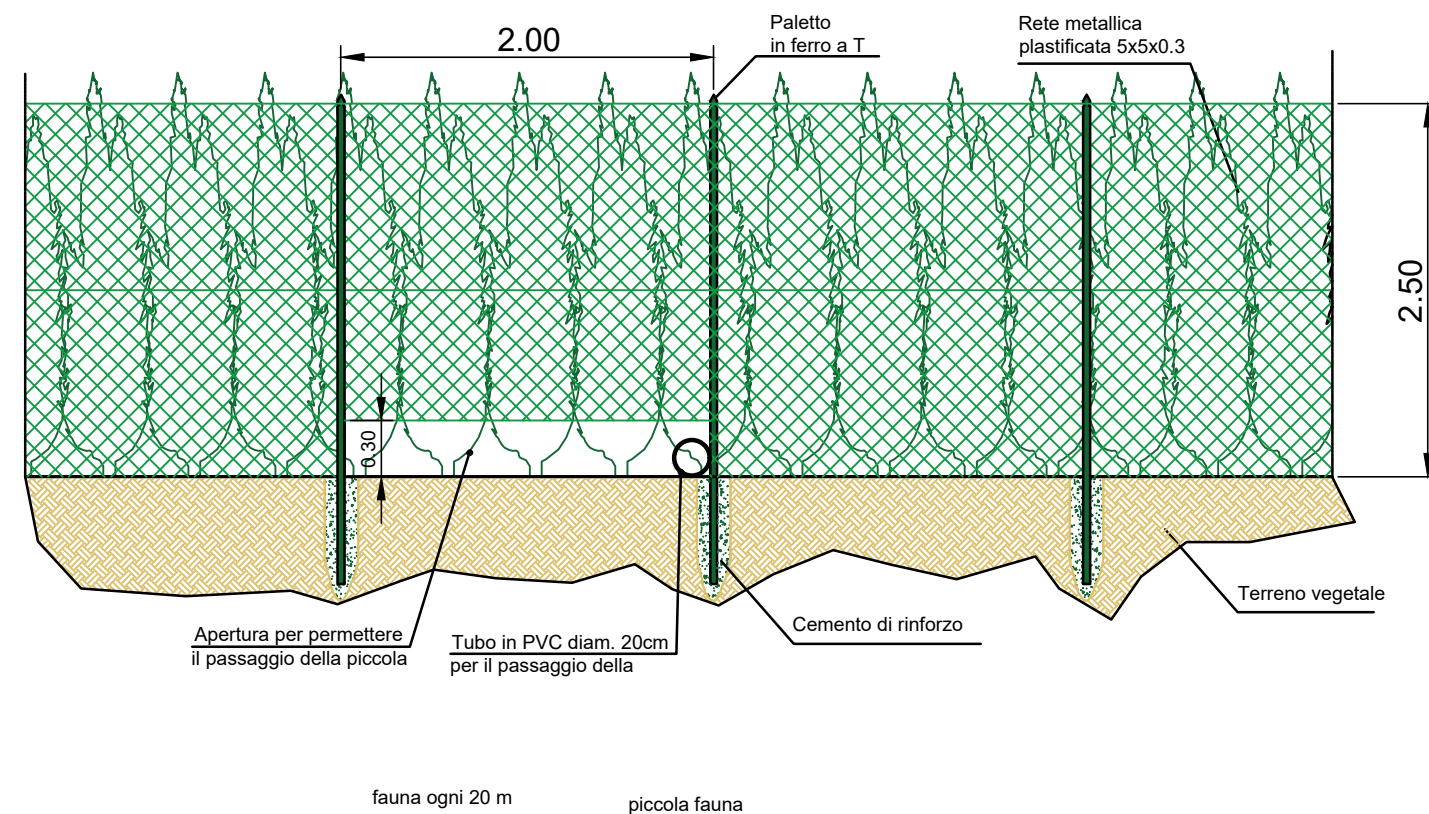 Paletto
in ferro a T
Rete metallica
plastificata 5x5x0.3
2.00
2.50
0,30
Apertura per permettere
il passaggio della piccola
Tubo in PVC diam. 20cm
per il passaggio della
Cemento di rinforzo
Terreno vegetale
fauna ogni 20 m
piccola fauna